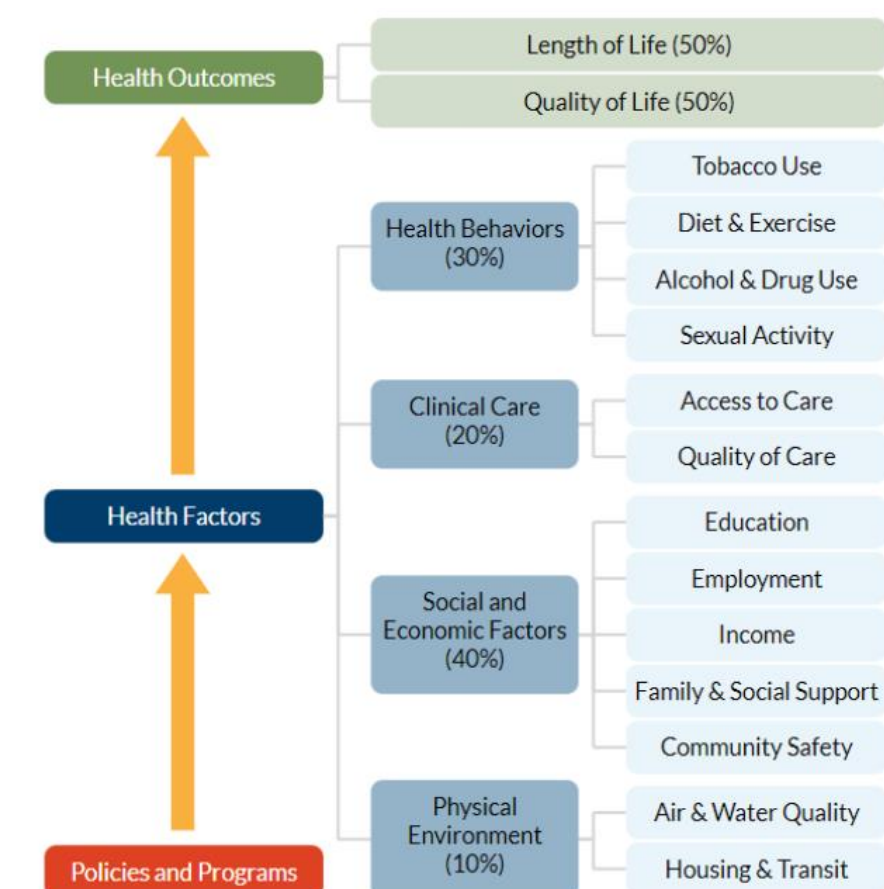 Health Outcomes
Length of Life (50%)
Quality of Life (50%)
Health Factors
Health Behaviors
(30%)
Tobacco Use
Diet & Exercise
Alcohol & Drug Use
Sexual Activity
Clinical Care
(20%)
Access to Care
Quality of Care
Social and
Economic Factors
(40%)
Education
Employment
Income
Family & Social Support
Community Safety
Physical
Environment
(10%)
Air & Water Quality
Housing & Transit
Policies and Programs